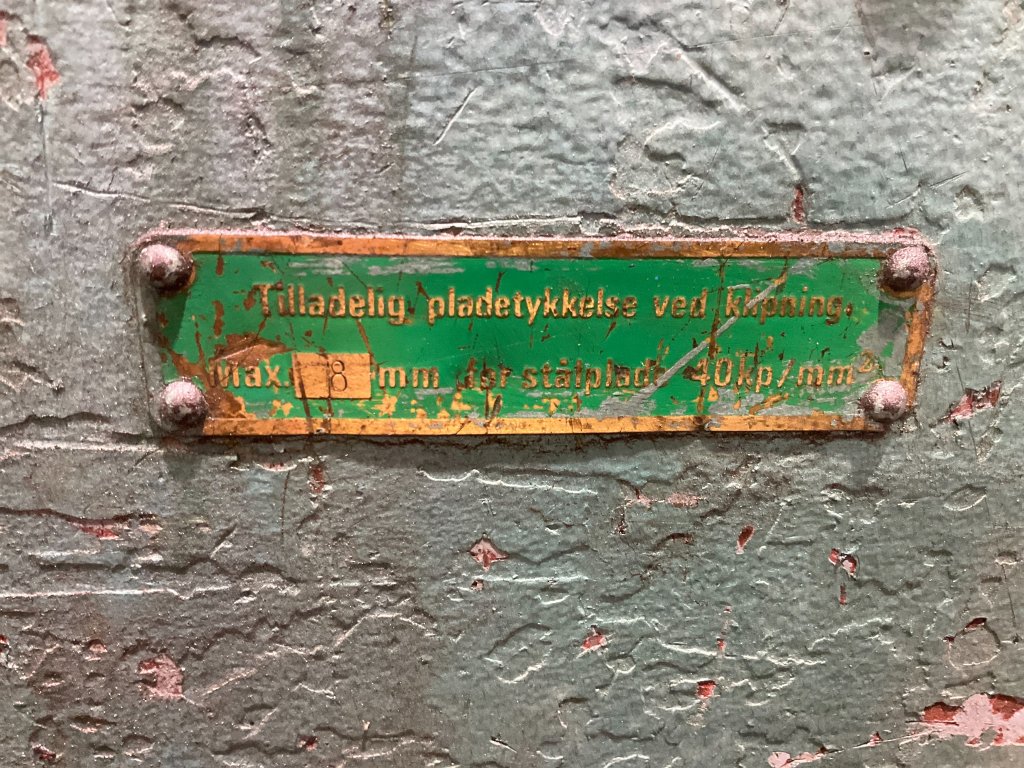 Tilladelig pladetykkelse ved klipning.
Max. 8 mm for stålplade 40kp/mm²